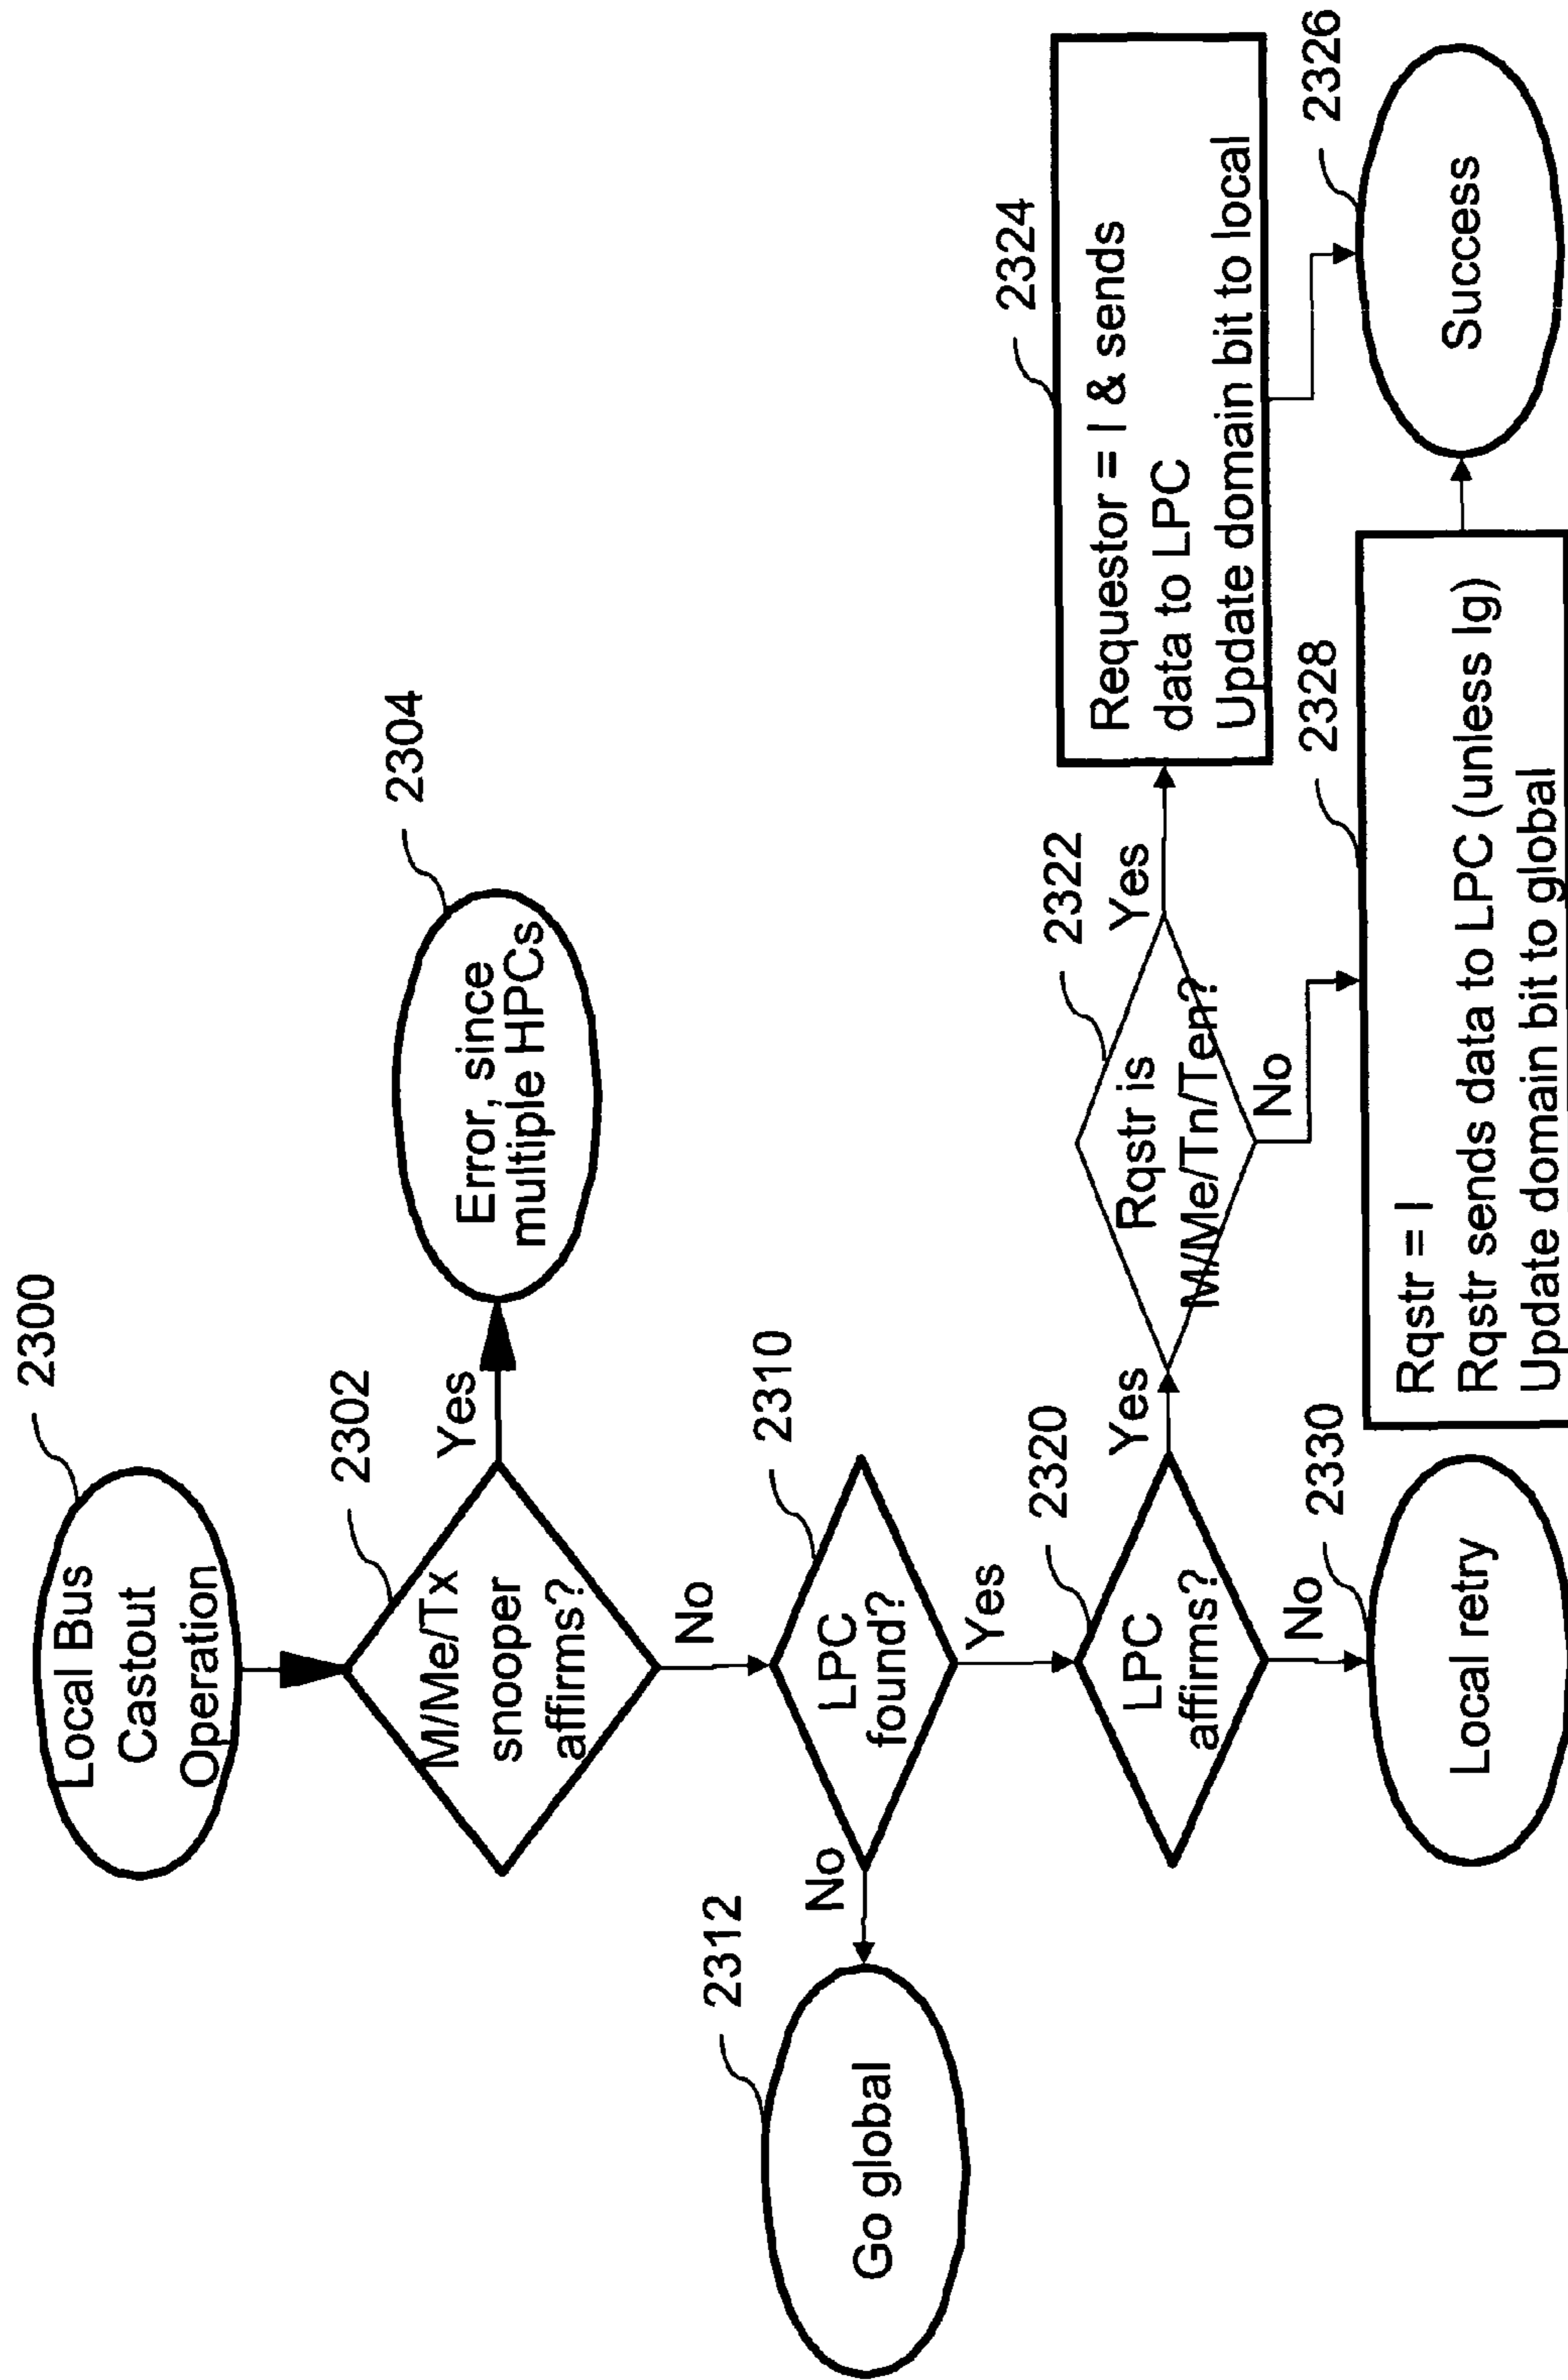 2300
Local Bus
Castout
Operation
2302
M/Me/Tx
snooper
affirms?
Yes
2304
Error, since
multiple HPCs
No
2310
LPC
found?
No
2312
Go global
Yes
2320
LPC
affirms?
Yes
2322
Rqstr is
M/Me/Tn/Ten?
Yes
2324
Requestor = I & sends
data to LPC
Update domain bit to local
2326
Success
No
2328
Rqstr = I
Rqstr sends data to LPC (unless Ig)
Update domain bit to global
No
2330
Local retry